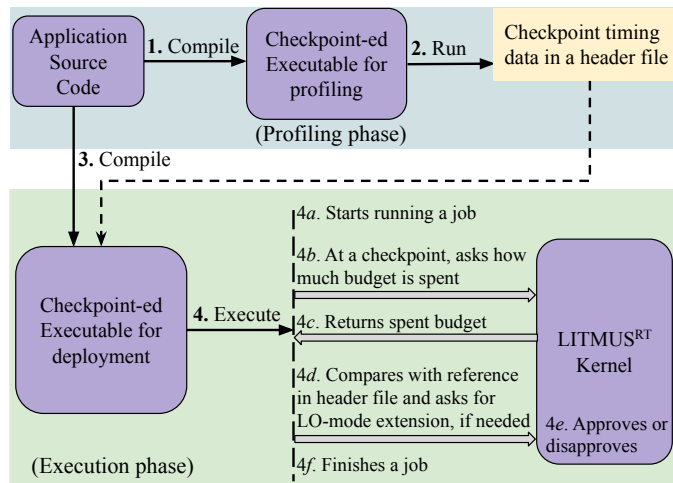 Application
Source
Code
1. Compile
Checkpoint-ed
Executable for
profiling
2. Run
Checkpoint timing
data in a header file
(Profiling phase)
3. Compile
4a. Starts running a job
4b. At a checkpoint, asks how
much budget is spent
Checkpoint-ed
Executable for
deployment
4. Execute
4c. Returns spent budget
LITMUS^RT
Kernel
4d. Compares with reference
in header file and asks for
LO-mode extension, if needed
4e. Approves or
disapproves
(Execution phase)
4f. Finishes a job